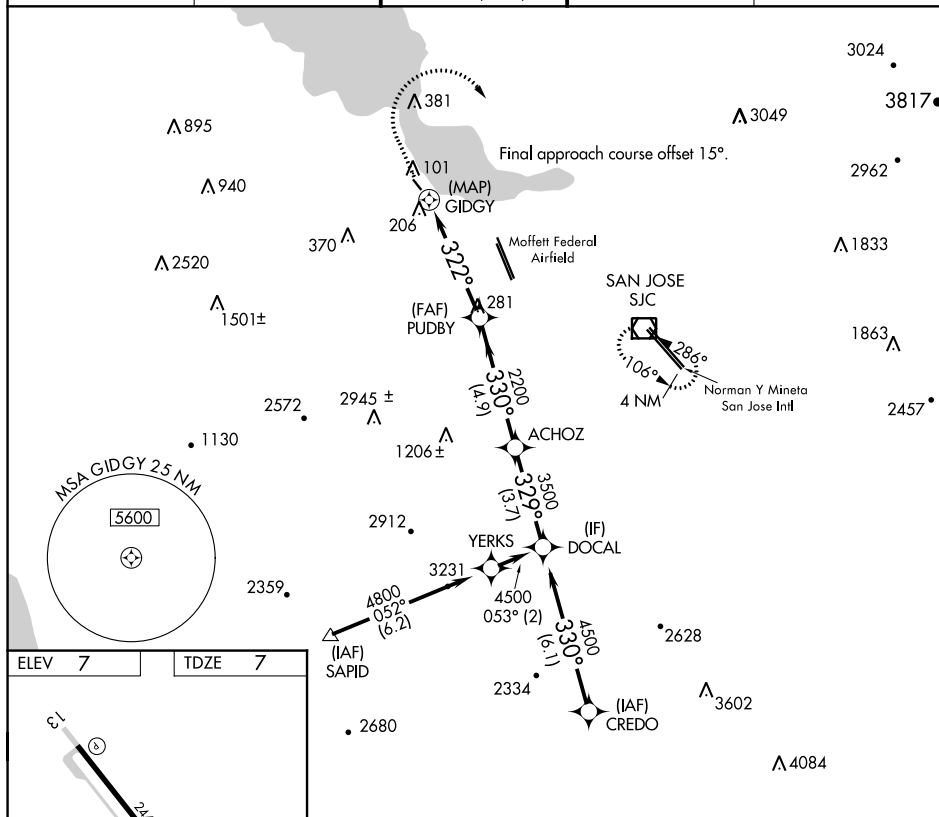 3024
3817
381
3049
895
Final approach course offset 15°.
2962
101
940
(MAP)
GIDGY
206
370
Moffett Federal
Airfield
1833
2520
322°
SAN JOSE
SJC
1501±
281
(FAF)
PUDBY
1863
286°
106°
4 NM
Norman Y Mineta
San Jose Intl
2200
330°
(4.9)
2945 ±
2572
2457
1130
1206±
ACHOZ
MSA GIDGY 25 NM
5600
3500
329°
(3.7)
2912
YERKS
(IF)
DOCAL
3231
2359
4800
052°
(6.2)
4500
053° (2)
4500
330°
(6.1)
2628
(IAF)
SAPID
2334
(IAF)
CREDO
3602
2680
4084
ELEV 7
TDZE 7
13
P